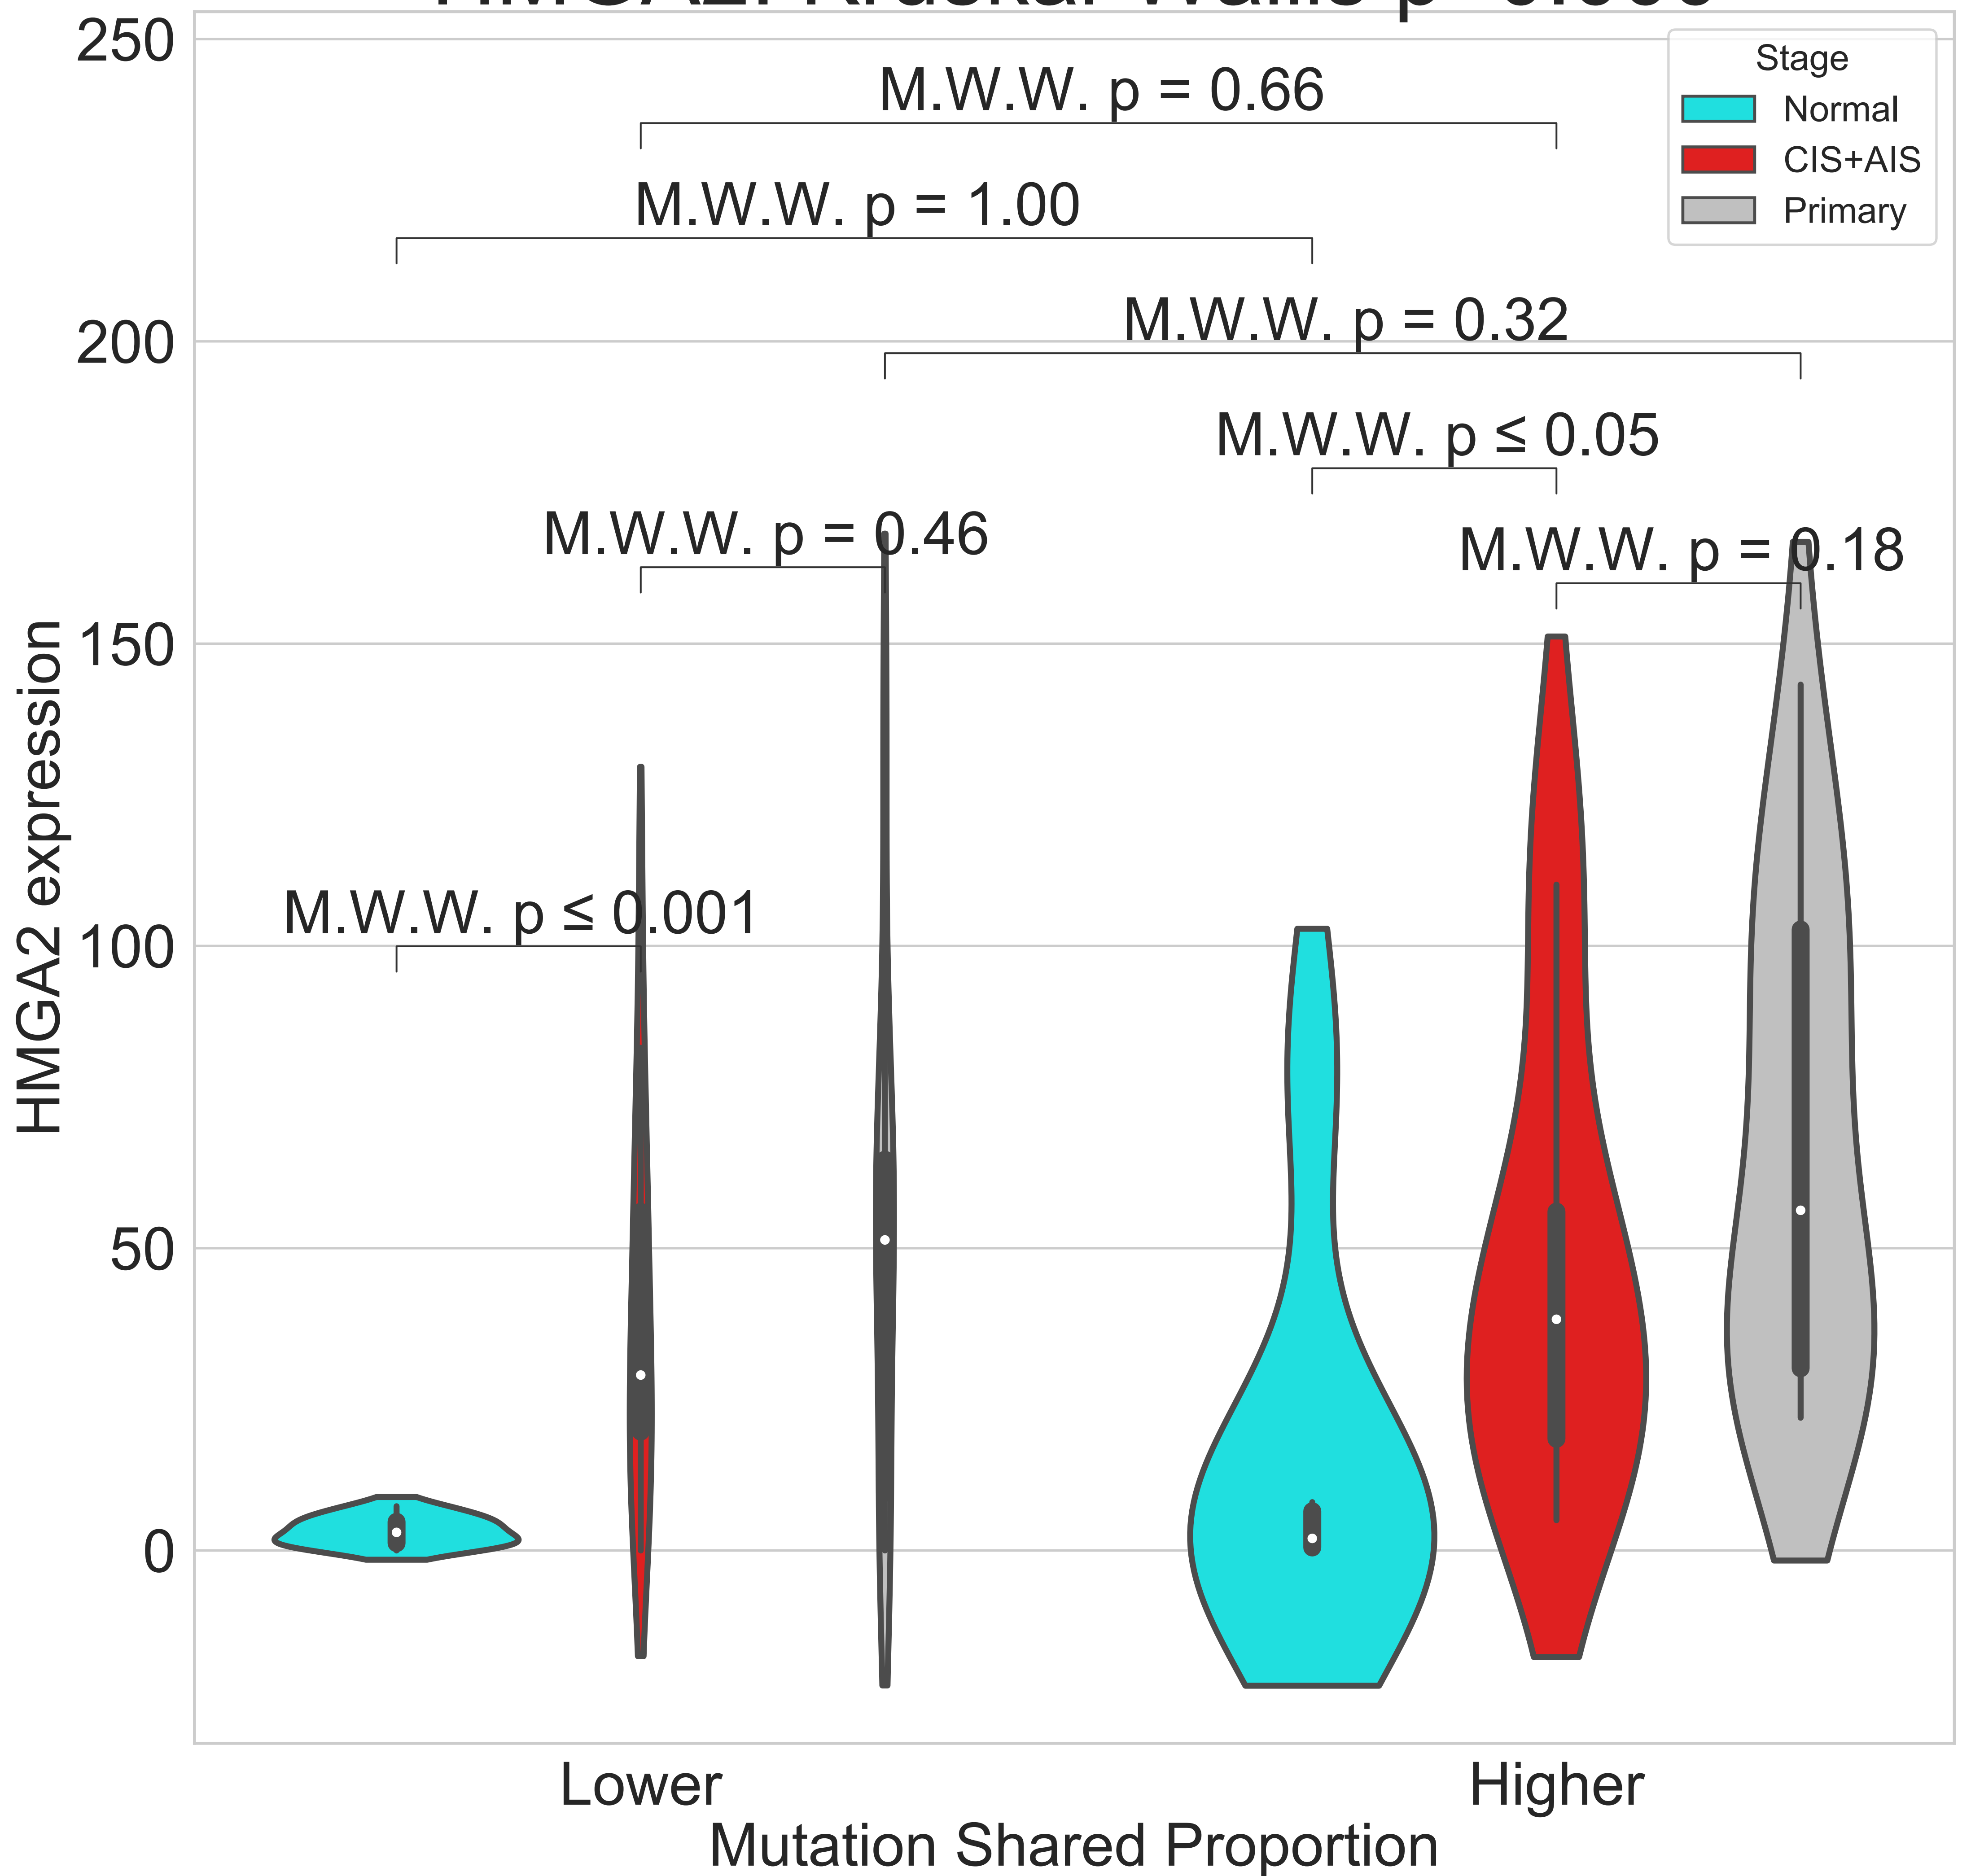 250
M.W.W. p = 0.66
Stage
Normal
CIS+AIS
Primary
M.W.W. p = 1.00
200
M.W.W. p = 0.32
M.W.W. p ≤ 0.05
M.W.W. p = 0.46
M.W.W. p = 0.18
150
HMGA2 expression
M.W.W. p ≤ 0.001
100
50
0
Lower
Higher
Mutation Shared Proportion